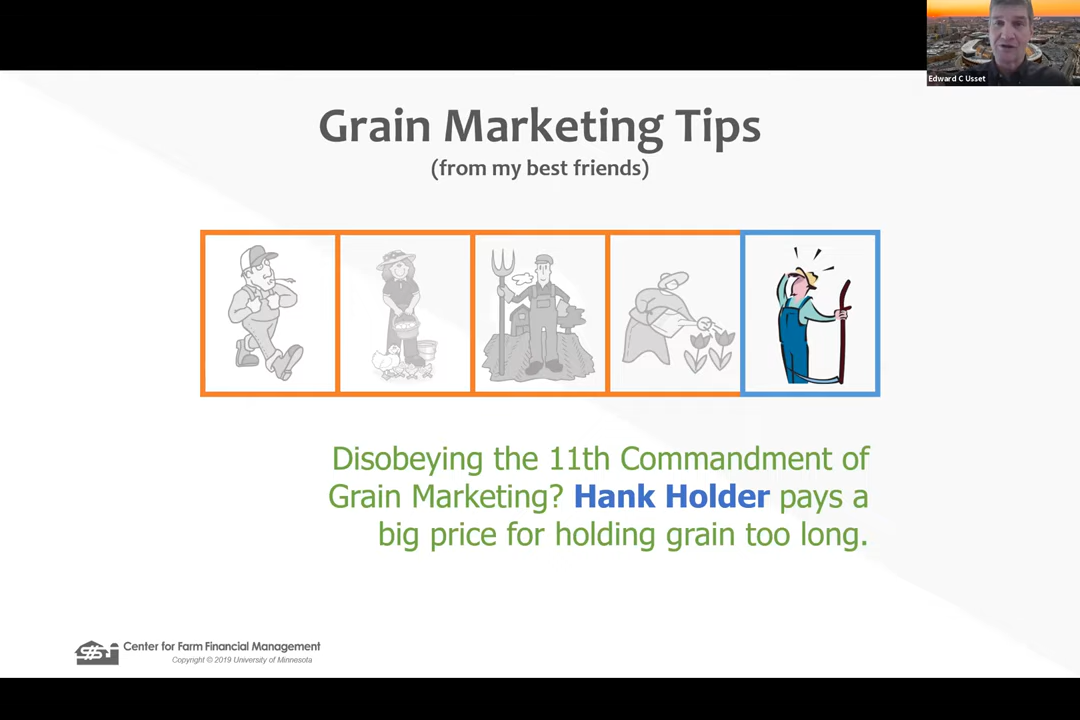 Edward C Usset
Grain Marketing Tips
(from my best friends)
Disobeying the 11th Commandment of
Grain Marketing? Hank Holder pays a
big price for holding grain too long.
Center for Farm Financial Management
Copyright © 2019 University of Minnesota